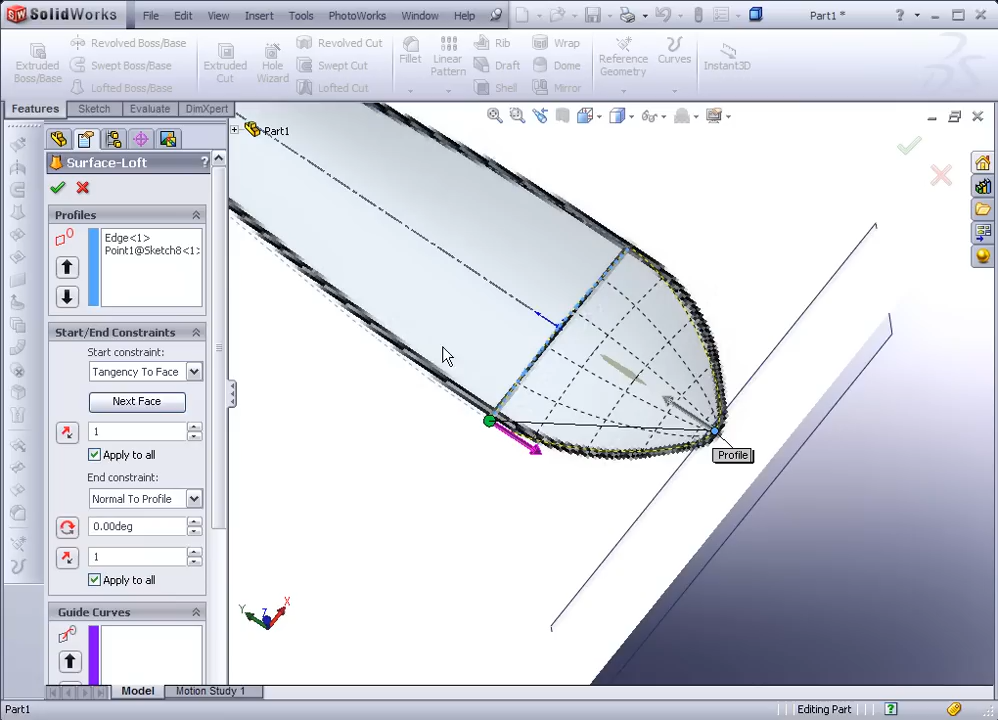 SolidWorks File Edit View Insert Tools PhotoWorks Window Help Part1 * ?
Extruded Boss/Base
Revolved Boss/Base
Swept Boss/Base
Lofted Boss/Base
Extruded Cut
Hole Wizard
Revolved Cut
Swept Cut
Lofted Cut
Fillet
Linear Pattern
Rib
Draft
Shell
Wrap
Dome
Mirror
Reference Geometry
Curves
Instant3D
Features Sketch Evaluate DimXpert
Part1
Surface-Loft ?
Profiles
Edge<1>
Point1@Sketch8<1>
Start/End Constraints
Start constraint:
Tangency To Face
Next Face
1
Apply to all
End constraint:
Normal To Profile
0.00deg
1
Apply to all
Guide Curves
Profile
Y Z X
Model Motion Study 1
Part1 Editing Part ?